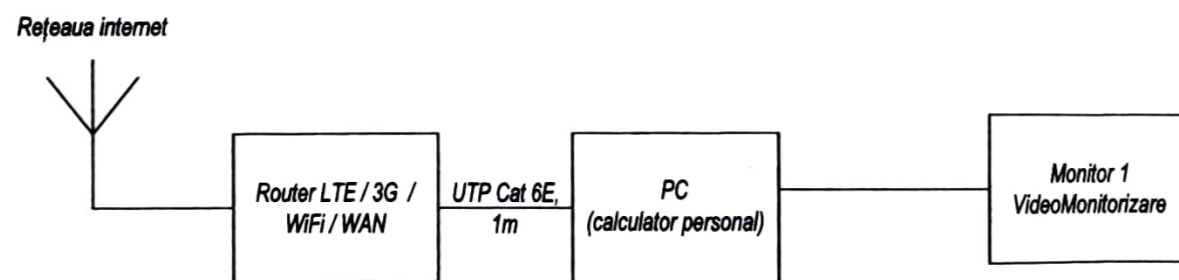 Rețeaua internet
Router LTE / 3G /
WiFi / WAN
UTP Cat 6E,
1m
PC
(calculator personal)
Monitor 1
VideoMonitorizare